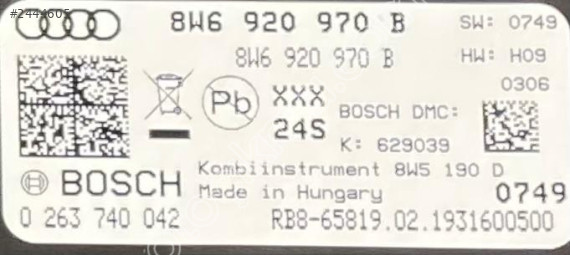 #2444605
8W6 920 970 B
SW: 0749
8W6 920 970 B
HW: H09
0306
Pb
XXX
24S
BOSCH DMC:
K: 629039
Kombiinstrument 8W5 190 D
BOSCH
Made in Hungary
0749
0 263 740 042
RB8-65819.02.1931600500